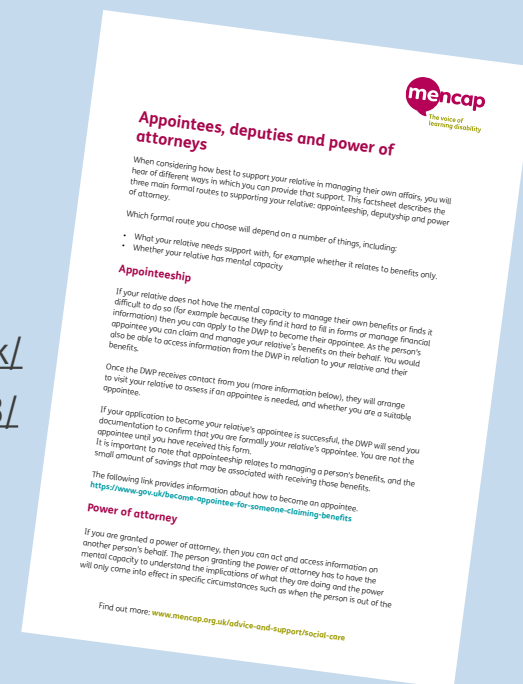 mencap
The voice of
learning disability
Appointees, deputies and power of
attorneys
When considering how best to support your relative in managing their own affairs, you will
hear of different ways in which you can provide that support. This factsheet describes the
three main formal routes to supporting your relative: appointeeship, deputyship and power
of attorney.
Which formal route you choose will depend on a number of things, including:
• What your relative needs support with, for example whether it relates to benefits only.
• Whether your relative has mental capacity
Appointeeship
If your relative does not have the mental capacity to manage their own benefits or finds it
difficult to do so (for example because they find it hard to fill in forms or manage financial
information) then you can apply to the DWP to become their appointee. As the person's
appointee you can claim and manage your relative's benefits on their behalf. You would
also be able to access information from the DWP in relation to your relative and their
benefits.
k/
3/
Once the DWP receives contact from you (more information below), they will arrange
to visit your relative to assess if an appointee is needed, and whether you are a suitable
appointee.
If your application to become your relative's appointee is successful, the DWP will send you
documentation to confirm that you are formally your relative's appointee. You are not the
appointee until you have received this form.
It is important to note that appointeeship relates to managing a person's benefits, and the
small amount of savings that may be associated with receiving those benefits.
The following link provides information about how to become an appointee.
https://www.gov.uk/become-appointee-for-someone-claiming-benefits
Power of attorney
If you are granted a power of attorney, then you can act and access information on
another person's behalf. The person granting the power of attorney has to have the
mental capacity to understand the implications of what they are doing and the power
will only come into effect in specific circumstances such as when the person is out of the
Find out more: www.mencap.org.uk/advice-and-support/social-care